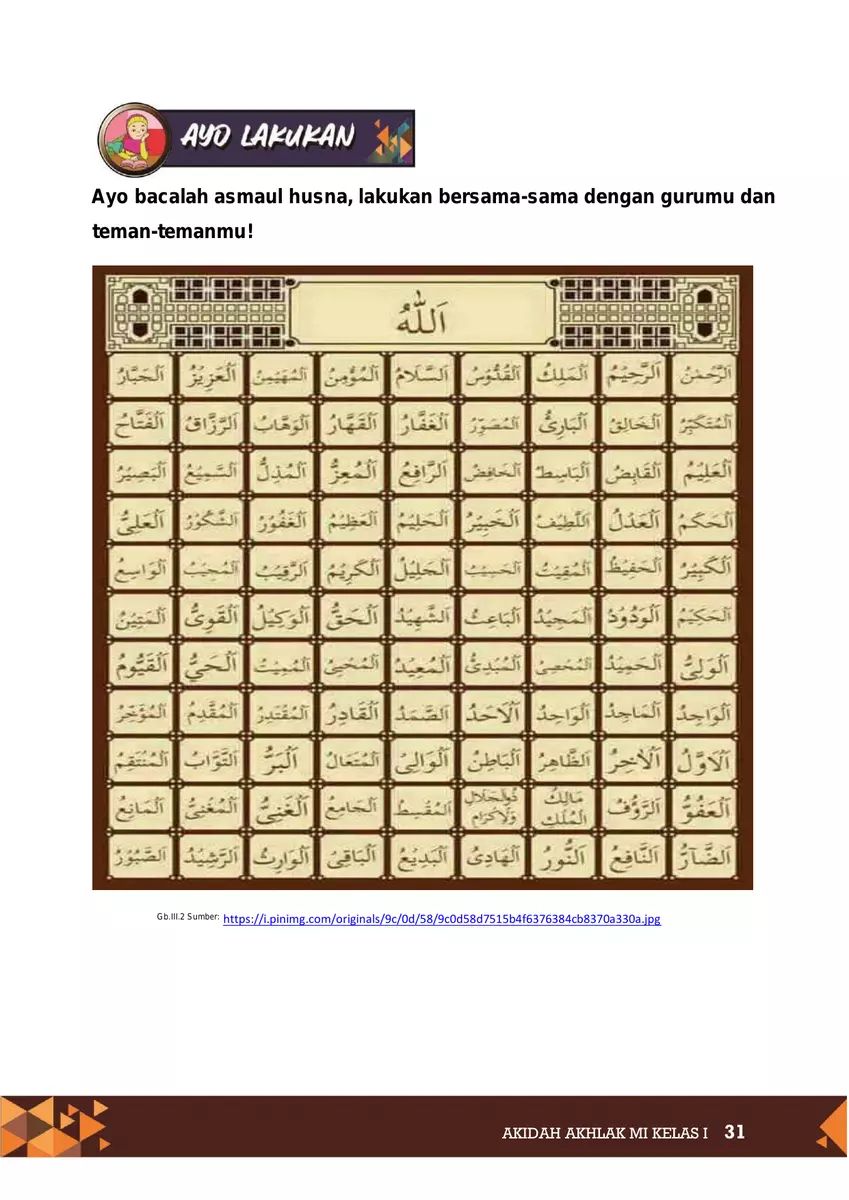 AYO LAKUKAN
Ayo bacalah asmaul husna, lakukan bersama-sama dengan gurumu dan
teman-temanmu!
اَللّٰهُ
اَلرَّحْمٰنُ اَلرَّحِيْمُ اَلْمَلِكُ اَلْقُدُّوْسُ اَلسَّلَامُ اَلْمُؤْمِنُ اَلْمُهَيْمِنُ اَلْعَزِيْزُ اَلْجَبَّارُ
اَلْمُتَكَبِّرُ اَلْخَالِقُ اَلْبَارِئُ اَلْمُصَوِّرُ اَلْغَفَّارُ اَلْقَهَّارُ اَلْوَهَّابُ اَلرَّزَّاقُ اَلْفَتَّاحُ
اَلْعَلِيْمُ اَلْقَابِضُ اَلْبَاسِطُ اَلْخَافِضُ اَلرَّافِعُ اَلْمُعِزُّ اَلْمُذِلُّ اَلسَّمِيْعُ اَلْبَصِيْرُ
اَلْحَكَمُ اَلْعَدْلُ اَللَّطِيْفُ اَلْخَبِيْرُ اَلْحَلِيْمُ اَلْعَظِيْمُ اَلْغَفُوْرُ اَلشَّكُوْرُ اَلْعَلِىُّ
اَلْكَبِيْرُ اَلْحَفِيْظُ اَلْمُقِيْتُ اَلْحَسِيْبُ اَلْجَلِيْلُ اَلْكَرِيْمُ اَلرَّقِيْبُ اَلْمُجِيْبُ اَلْوَاسِعُ
اَلْحَكِيْمُ اَلْوَدُوْدُ اَلْمَجِيْدُ اَلْبَاعِثُ اَلشَّهِيْدُ اَلْحَقُّ اَلْوَكِيْلُ اَلْقَوِىُّ اَلْمَتِيْنُ
اَلْوَلِىُّ اَلْحَمِيْدُ اَلْمُحْصِىُ اَلْمُبْدِئُ اَلْمُعِيْدُ اَلْمُحْيِىُ اَلْمُمِيْتُ اَلْحَيُّ اَلْقَيُّوْمُ
اَلْوَاجِدُ اَلْمَاجِدُ اَلْوَاحِدُ اَلْاَحَدُ اَلصَّمَدُ اَلْقَادِرُ اَلْمُقْتَدِرُ اَلْمُقَدِّمُ اَلْمُؤَخِّرُ
اَلْاَوَّلُ اَلْاٰخِرُ اَلظَّاهِرُ اَلْبَاطِنُ اَلْوَالِىُ اَلْمُتَعَالُ اَلْبَرُّ اَلتَّوَّابُ اَلْمُنْتَقِمُ
اَلْعَفُوُّ اَلرَّؤُفُ مَالِكُ الْمُلْكِ ذُوالْجَلَالِ وَلْاِكْرَامِ اَلْمُقْسِطُ اَلْجَامِعُ اَلْغَنِىُّ اَلْمُغْنِىُ اَلْمَانِعُ
اَلضَّآرُّ اَلنَّافِعُ اَلنُّوْرُ اَلْهَادِىُ اَلْبَدِيْعُ اَلْبَاقِىُ اَلْوَارِثُ اَلرَّشِيْدُ اَلصَّبُوْرُ
Gb.III.2 Sumber: https://i.pinimg.com/originals/9c/0d/58/9c0d58d7515b4f6376384cb8370a330a.jpg
AKIDAH AKHLAK MI KELAS I 31